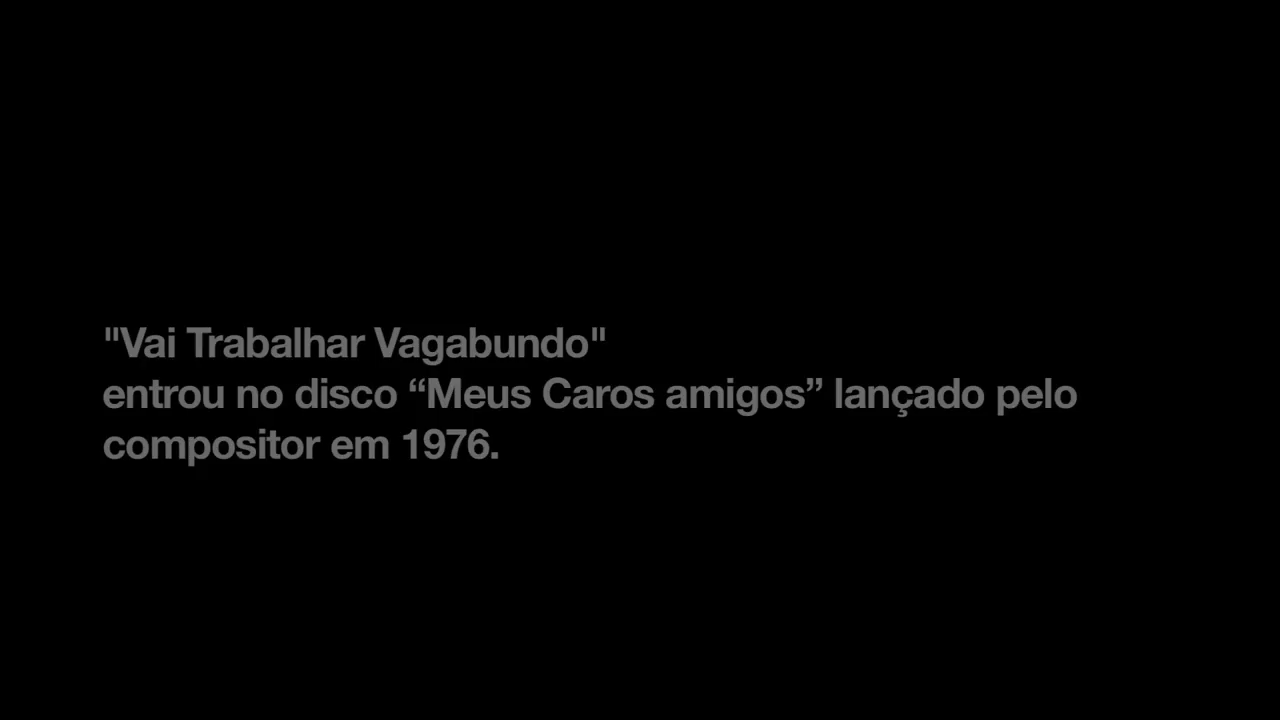 "Vai Trabalhar Vagabundo"
entrou no disco “Meus Caros amigos” lançado pelo
compositor em 1976.